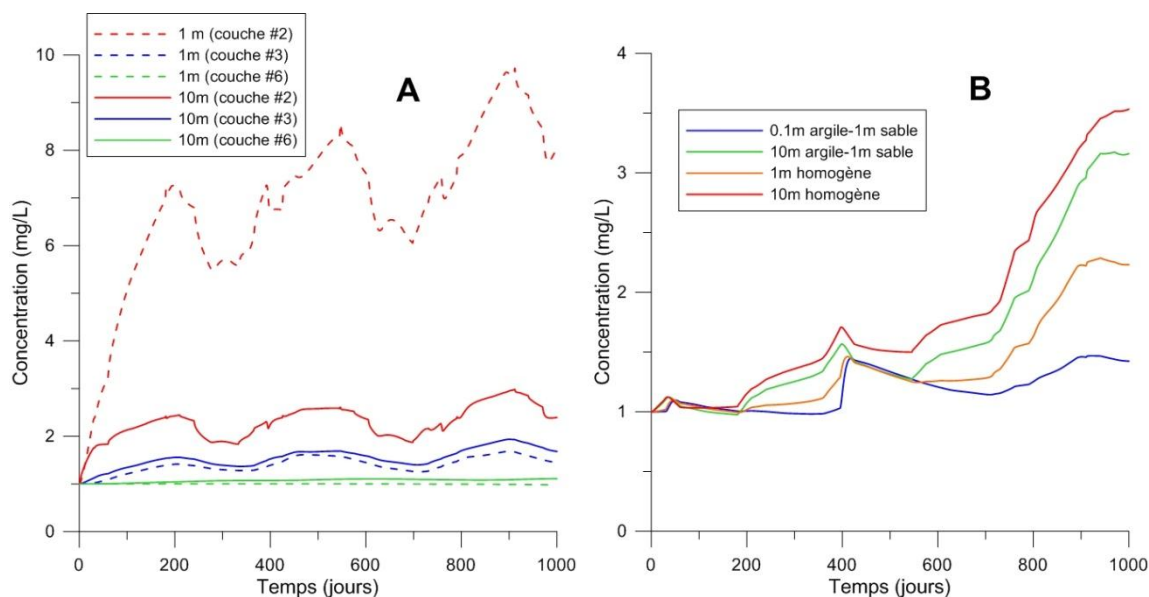 1 m (couche #2)
1m (couche #3)
1m (couche #6)
10m (couche #2)
10m (couche #3)
10m (couche #6)
A
10
8
6
4
2
0
Concentration (mg/L)
0 200 400 600 800 1000
Temps (jours)
B
0.1m argile-1m sable
10m argile-1m sable
1m homogène
10m homogène
4
3
2
1
0
Concentration (mg/L)
0 200 400 600 800 1000
Temps (jours)